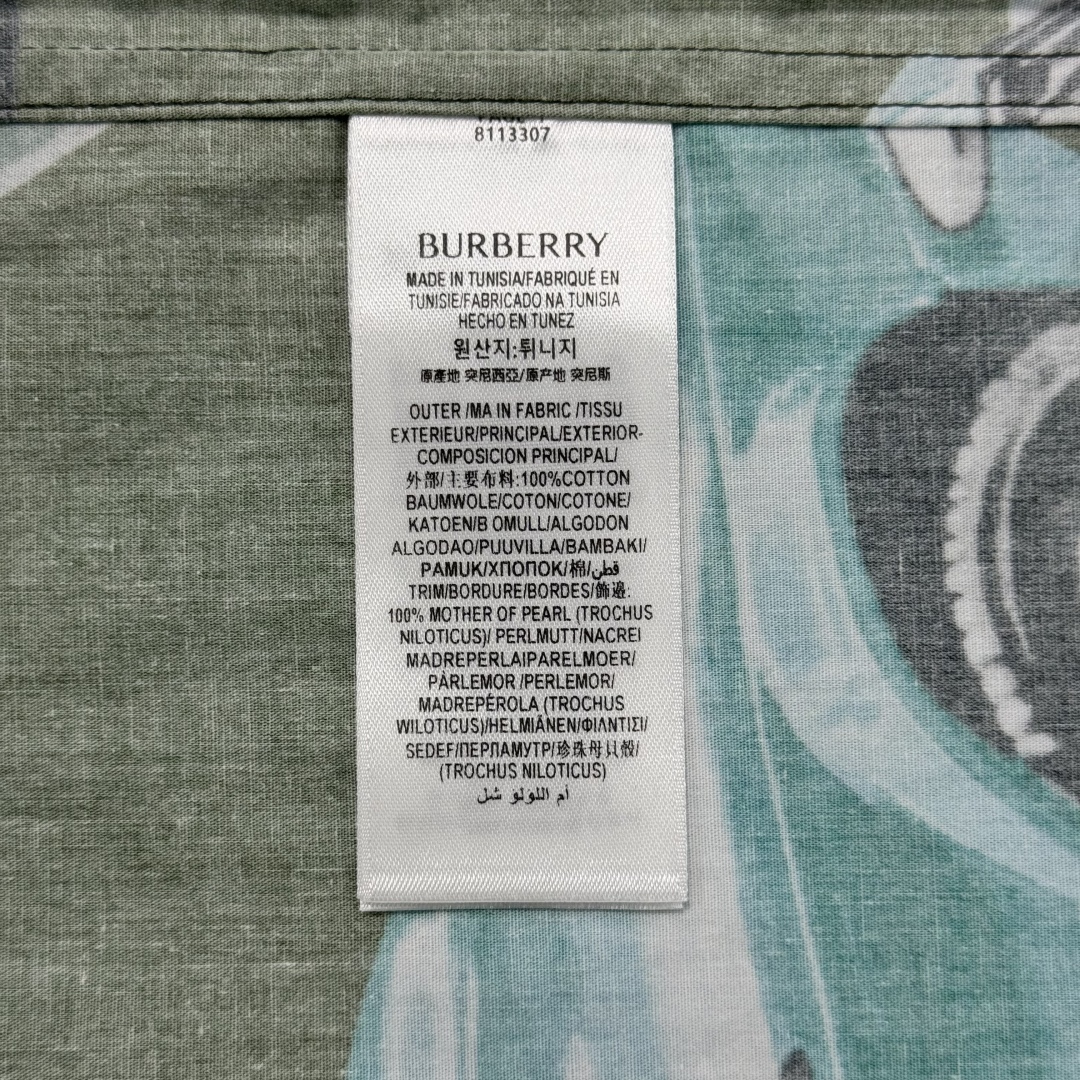 8113307
BURBERRY
MADE IN TUNISIA/FABRIQUÉ EN
TUNISIE/FABRICADO NA TUNISIA
HECHO EN TUNEZ
원산지:튀니지
原產地 突尼西亞/原产地 突尼斯
OUTER /MA IN FABRIC /TISSU
EXTERIEUR/PRINCIPAL/EXTERIOR-
COMPOSICION PRINCIPAL/
外部/主要布料:100%COTTON
BAUMWOLE/COTON/COTONE/
KATOEN/B OMULL/ALGODON
ALGODAO/PUUVILLA/BAMBAKI/
PAMUK/ХПОПОК/棉/قطن
TRIM/BORDURE/BORDES/飾邊:
100% MOTHER OF PEARL (TROCHUS
NILOTICUS)/ PERLMUTT/NACREI
MADREPERLAIPARELMOER/
PÀRLEMOR /PERLEMOR/
MADREPÉROLA (TROCHUS
WILOTICUS)/HELMIÄNEN/ΦΙΛΝΤΙΣΙ/
SEDEF/ПЕРЛАМУТР/珍珠母貝殼/
(TROCHUS NILOTICUS)
أم اللؤلؤ شل